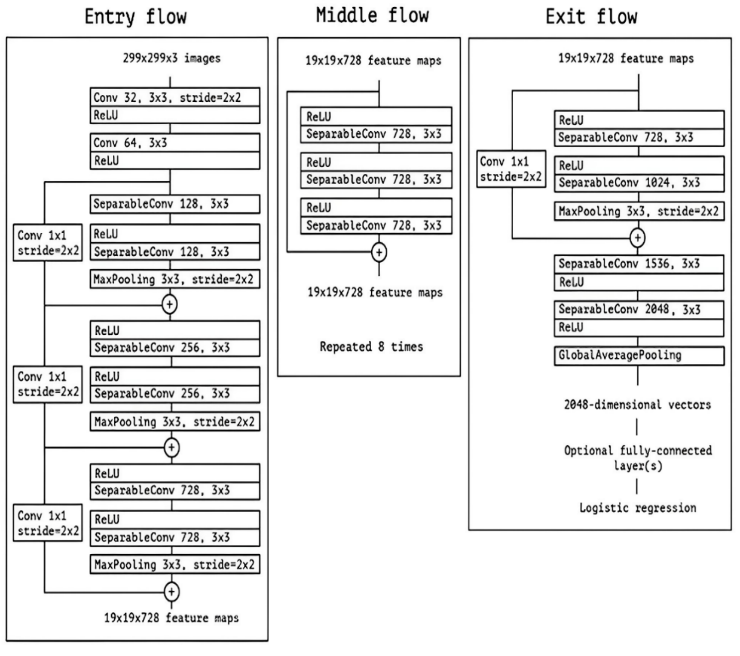 Entry flow
299x299x3 images
Conv 32, 3x3, stride=2x2
ReLU
Conv 64, 3x3
ReLU
SeparableConv 128, 3x3
Conv 1x1
stride=2x2
ReLU
SeparableConv 128, 3x3
MaxPooling 3x3, stride=2x2
+
ReLU
SeparableConv 256, 3x3
Conv 1x1
stride=2x2
ReLU
SeparableConv 256, 3x3
MaxPooling 3x3, stride=2x2
+
ReLU
SeparableConv 728, 3x3
Conv 1x1
stride=2x2
ReLU
SeparableConv 728, 3x3
MaxPooling 3x3, stride=2x2
+
19x19x728 feature maps
Middle flow
19x19x728 feature maps
ReLU
SeparableConv 728, 3x3
ReLU
SeparableConv 728, 3x3
ReLU
SeparableConv 728, 3x3
+
19x19x728 feature maps
Repeated 8 times
Exit flow
19x19x728 feature maps
ReLU
SeparableConv 728, 3x3
Conv 1x1
stride=2x2
ReLU
SeparableConv 1024, 3x3
MaxPooling 3x3, stride=2x2
+
SeparableConv 1536, 3x3
ReLU
SeparableConv 2048, 3x3
ReLU
GlobalAveragePooling
2048-dimensional vectors
Optional fully-connected
layer(s)
Logistic regression